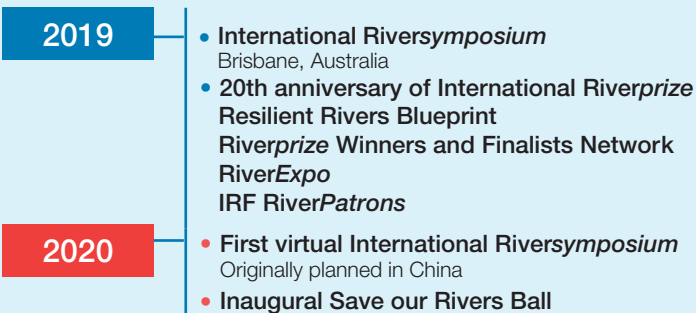 2019
• International Riversymposium
Brisbane, Australia
• 20th anniversary of International Riverprize
Resilient Rivers Blueprint
Riverprize Winners and Finalists Network
RiverExpo
IRF RiverPatrons
2020
• First virtual International Riversymposium
Originally planned in China
• Inaugural Save our Rivers Ball